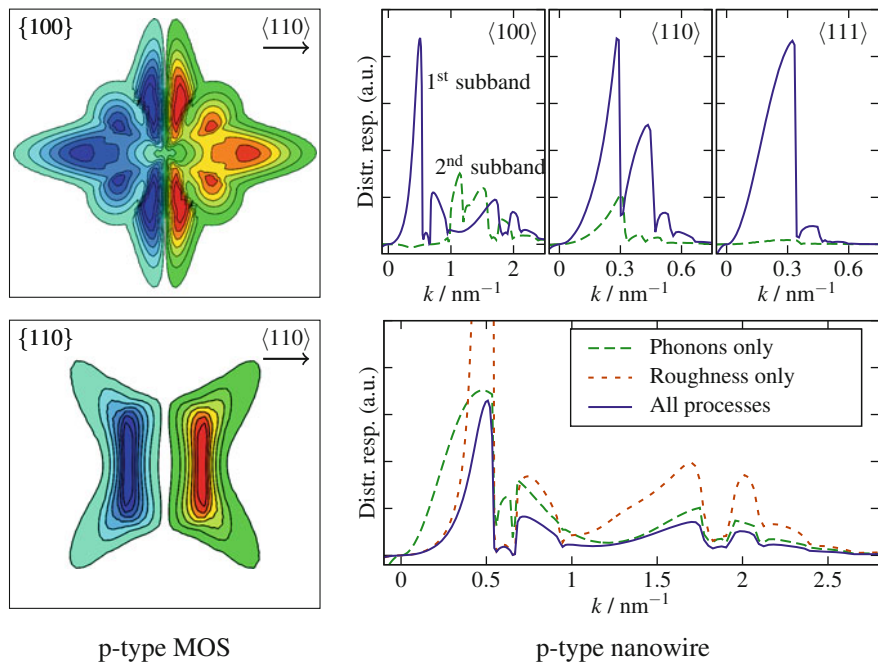 {100}
⟨110⟩
{110}
⟨110⟩
p-type MOS
Distr. resp. (a.u.)
⟨100⟩
1st subband
2nd subband
0 1 2
k / nm−1
⟨110⟩
0 0.3 0.6
k / nm−1
⟨111⟩
0 0.3 0.6
k / nm−1
Distr. resp. (a.u.)
Phonons only
Roughness only
All processes
0 0.5 1 1.5 2 2.5
k / nm−1
p-type nanowire